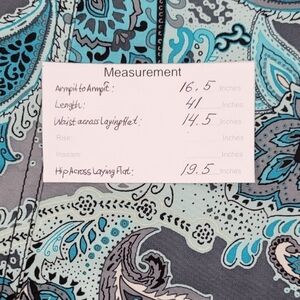 Measurement
Armpit to Armpit: 16.5 Inches
Length: 41 Inches
Waist across Laying flat: 14.5 Inches
Rise: Inches
Inseam: Inches
Hip Across Laying Flat: 19.5 Inches